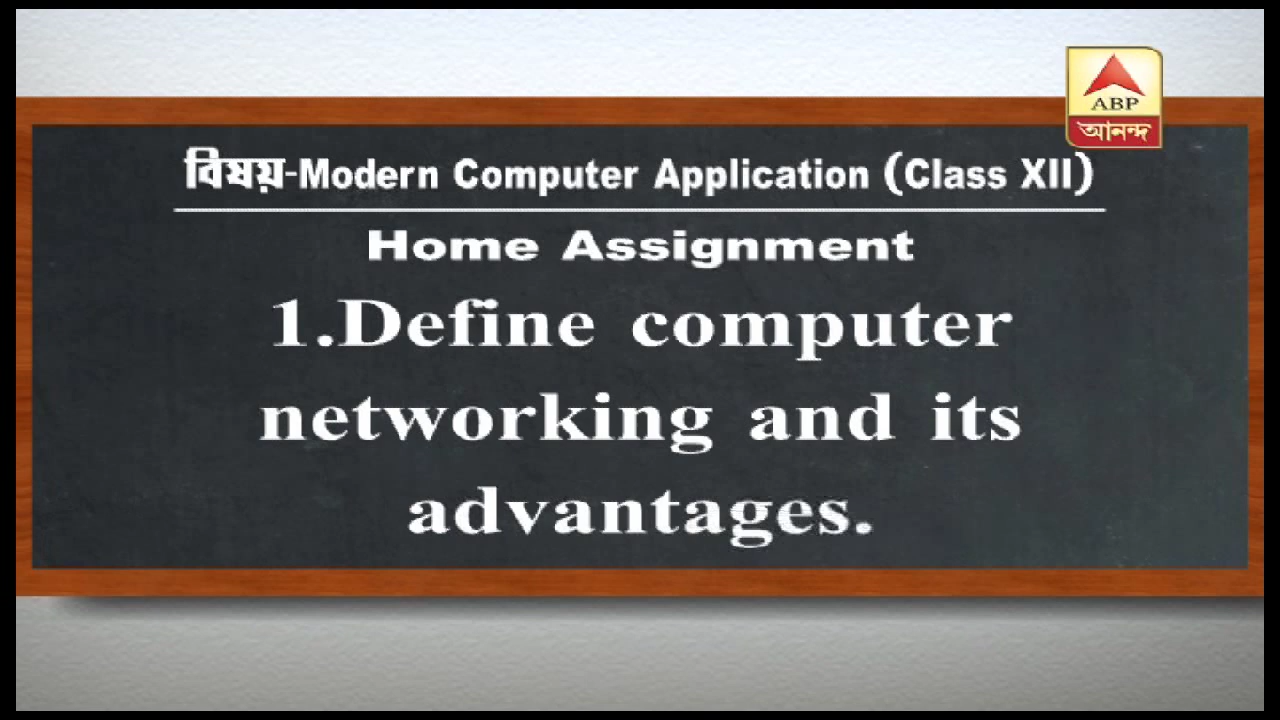 ABP
আনন্দ
বিষয়-Modern Computer Application (Class XII)
Home Assignment
1.Define computer
networking and its
advantages.